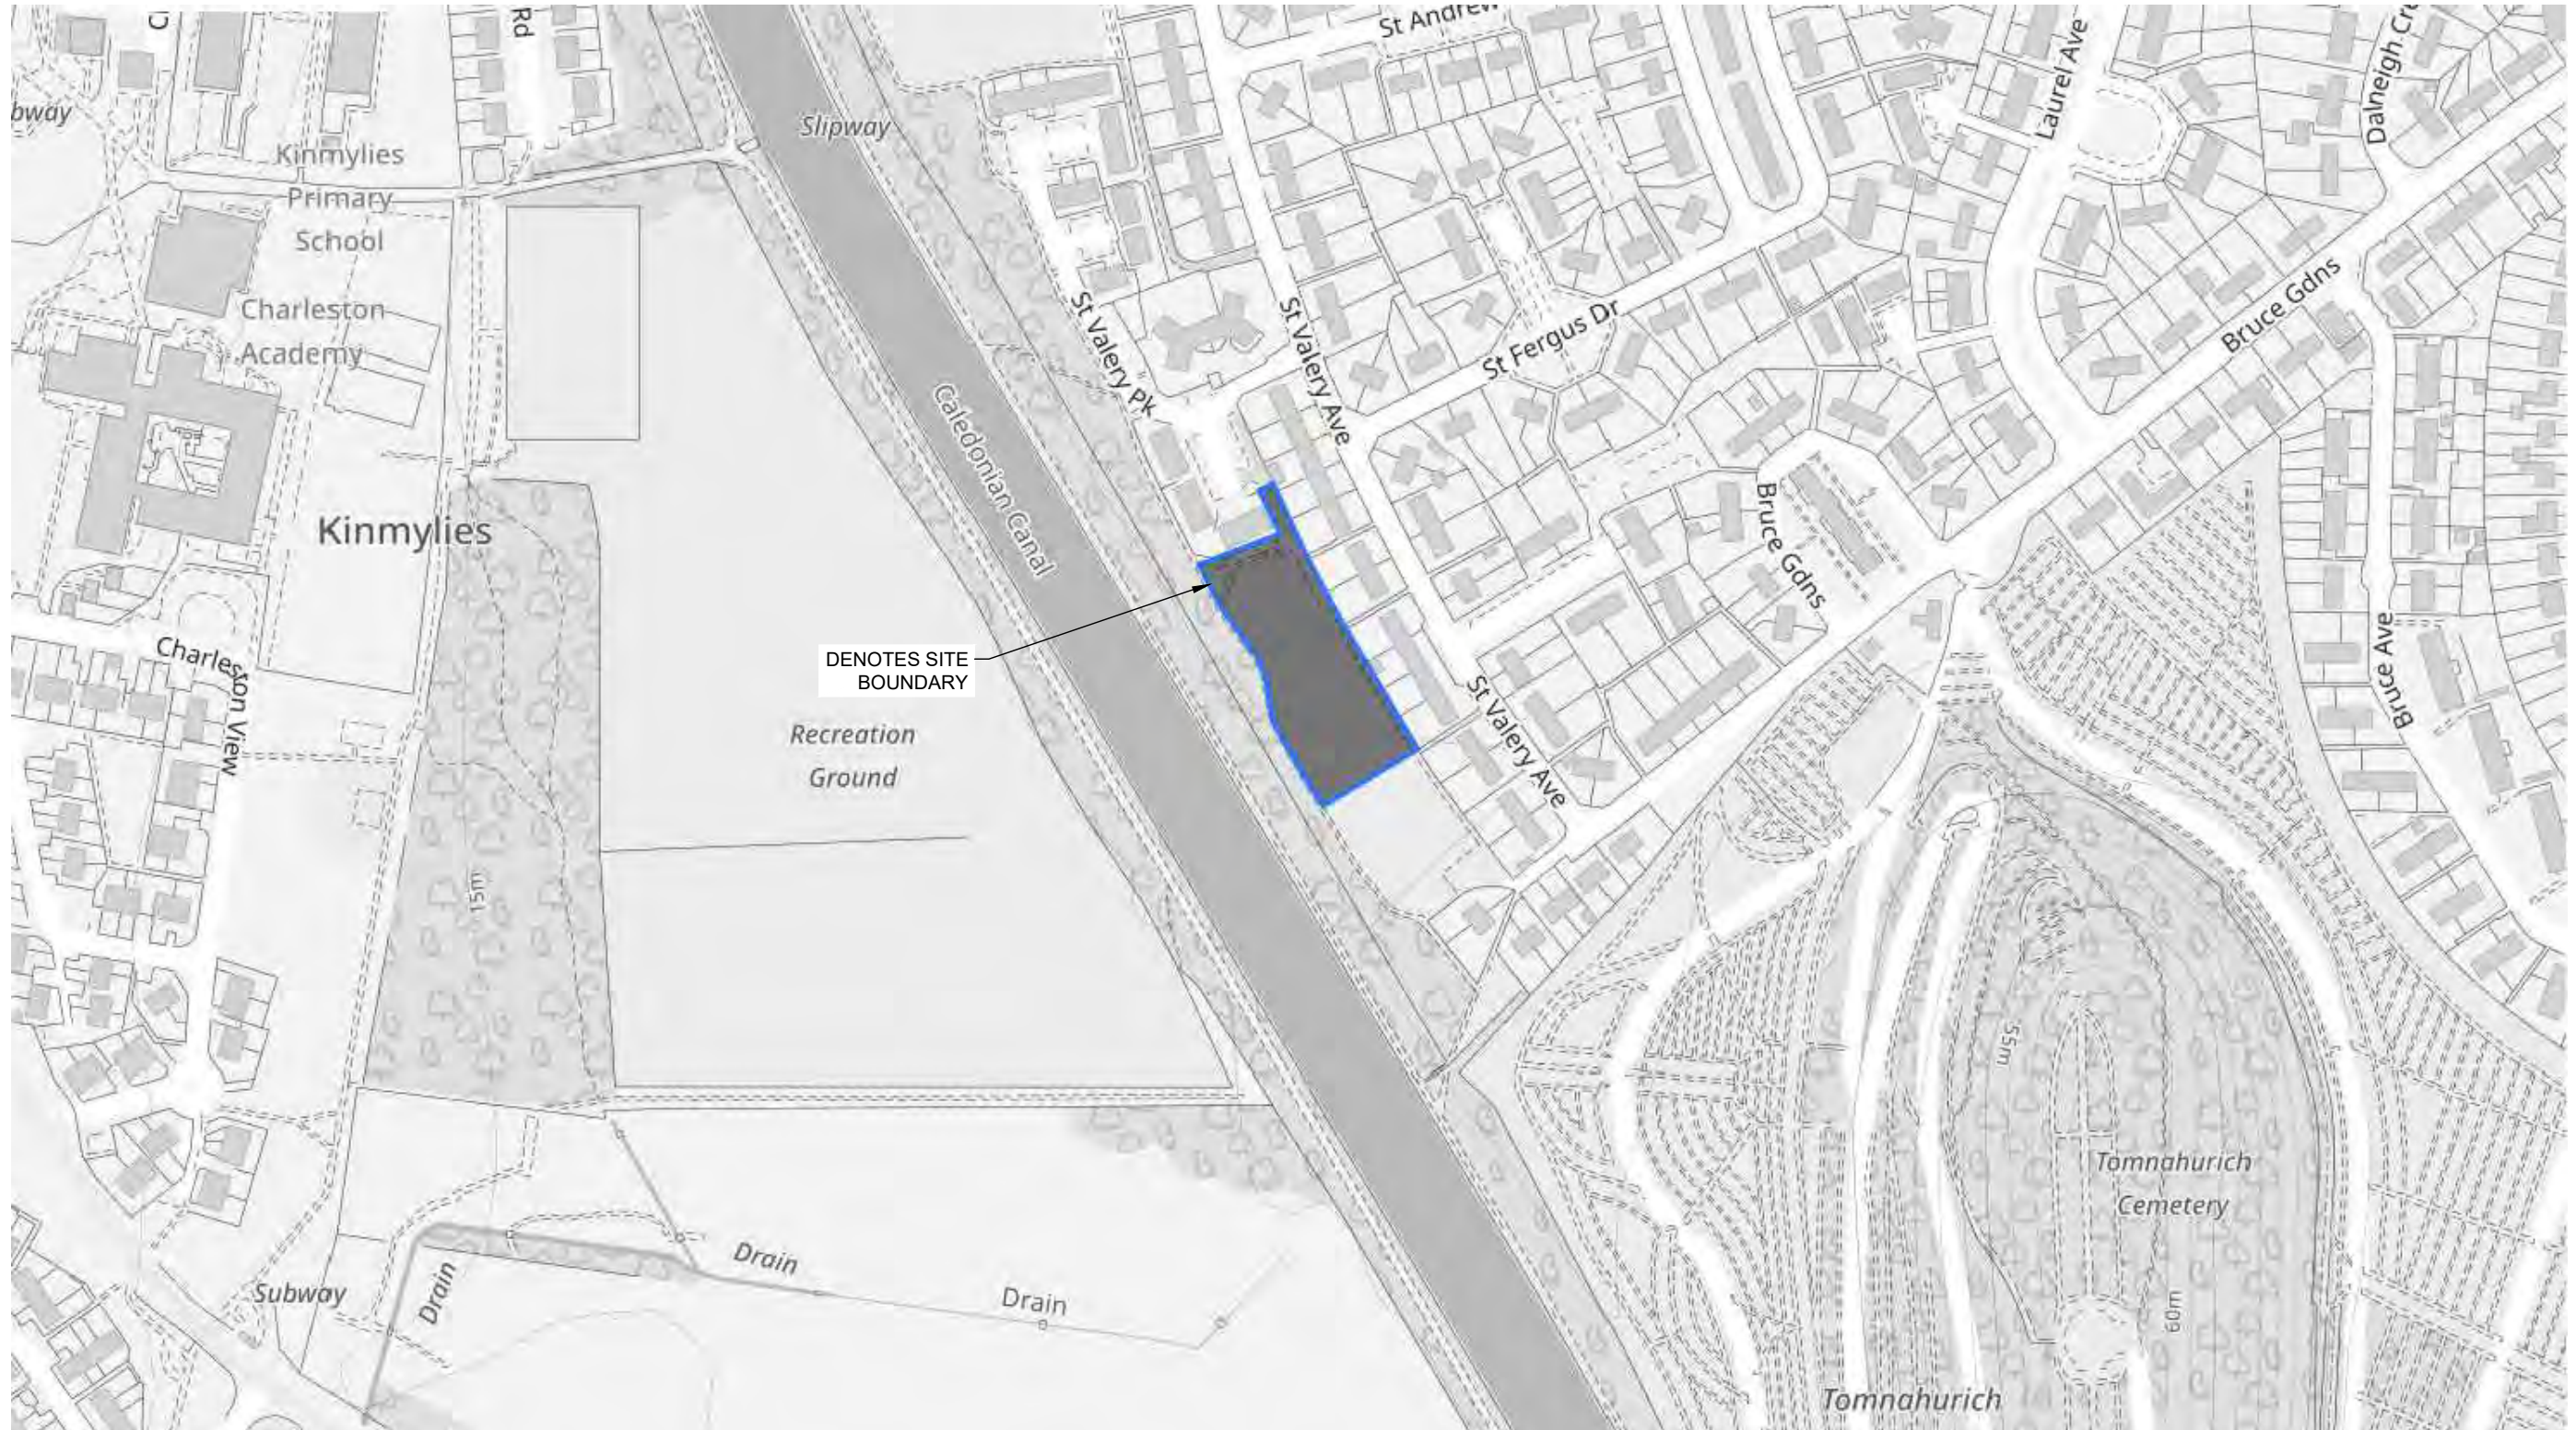 St Andrew
Rd
Laurel Ave
Dalneigh Cre
Slipway
bway
Kinmylies
Primary
School
Charleston
Academy
St Valery Pk
St Valery Ave
St Fergus Dr
Bruce Gdns
Caledonian Canal
Kinmylies
Bruce Gdns
DENOTES SITE
BOUNDARY
Charleston View
Recreation
Ground
St Valery Ave
Bruce Ave
15m
55m
Tomnahurich
Cemetery
Drain
Drain
Drain
Subway
60m
Tomnahurich